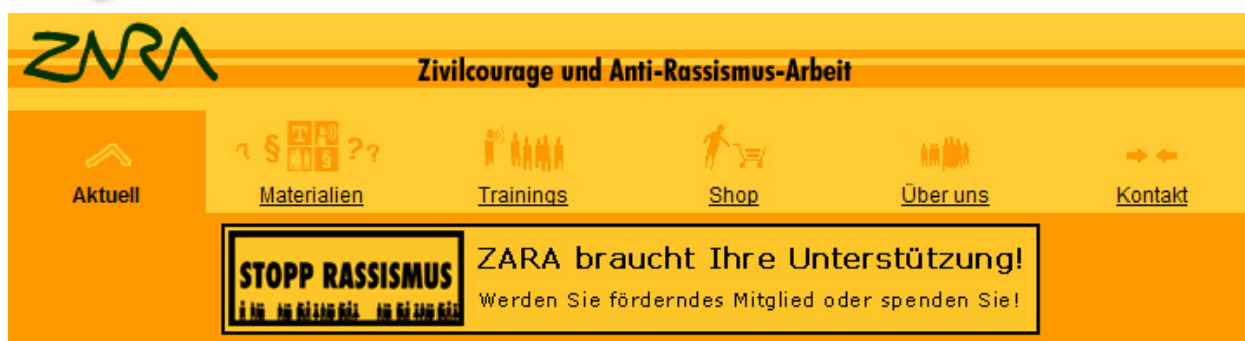 ZARA
Zivilcourage und Anti-Rassismus-Arbeit
? § T § ??
Aktuell Materialien Trainings Shop Über uns Kontakt
STOPP RASSISMUS
ZARA braucht Ihre Unterstützung!
Werden Sie förderndes Mitglied oder spenden Sie!